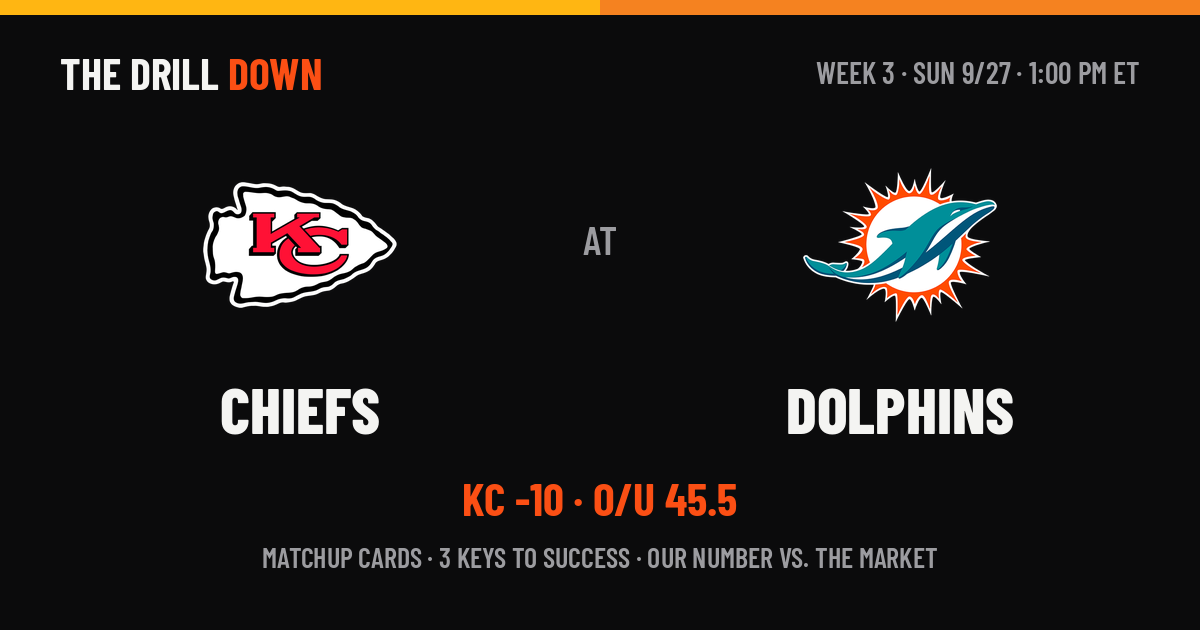 THE DRILL DOWN
WEEK 3 · SUN 9/27 · 1:00 PM ET
KC
AT
CHIEFS
DOLPHINS
KC -10 · O/U 45.5
MATCHUP CARDS · 3 KEYS TO SUCCESS · OUR NUMBER VS. THE MARKET